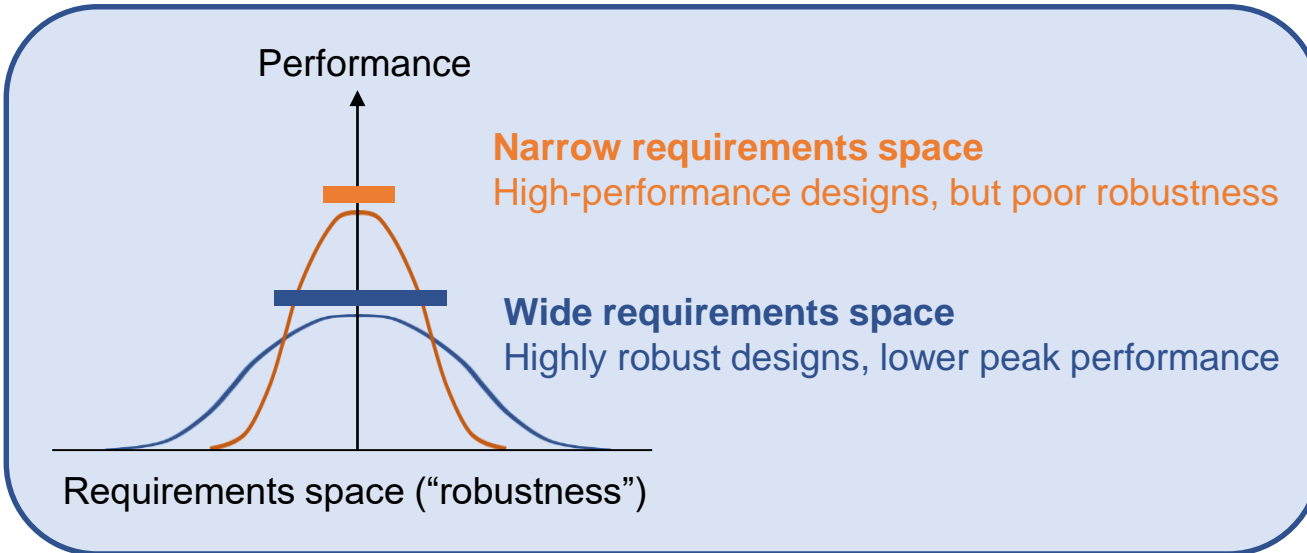 Performance
Narrow requirements space
High-performance designs, but poor robustness
Wide requirements space
Highly robust designs, lower peak performance
Requirements space (“robustness”)